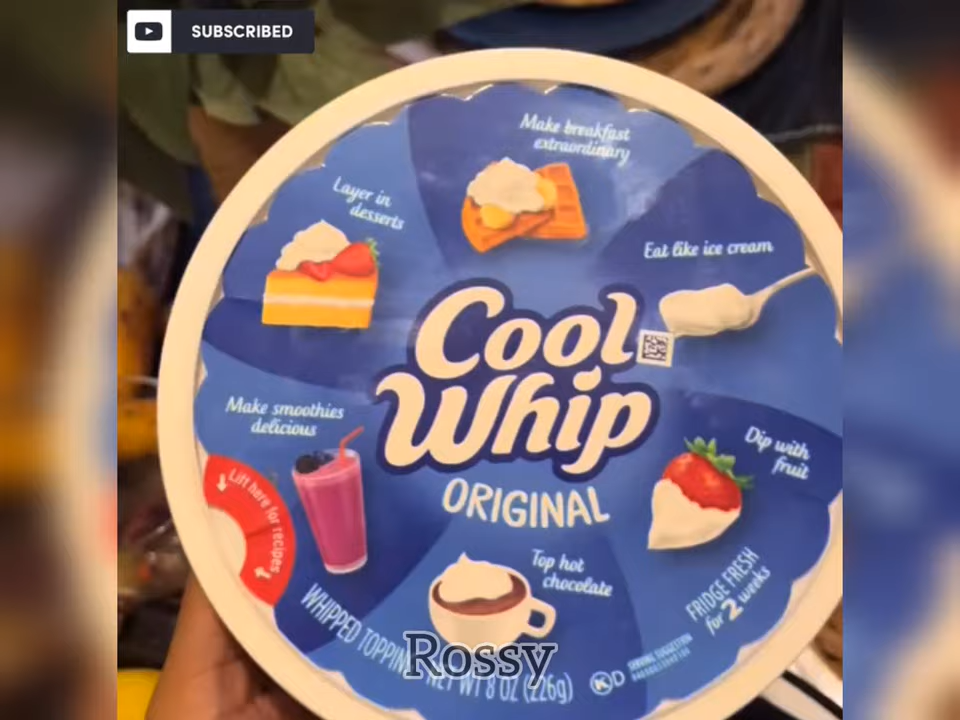 SUBSCRIBED
Make breakfast
extraordinary
Layer in
desserts
Eat like ice cream
Cool
Whip
ORIGINAL
Make smoothies
delicious
Dip with
fruit
Lift here for recipes
Top hot
chocolate
FRIDGE FRESH
for 2 weeks
WHIPPED TOPPING
NET WT 8 OZ (226g)
K D
SERVING SUGGESTION
Rossy